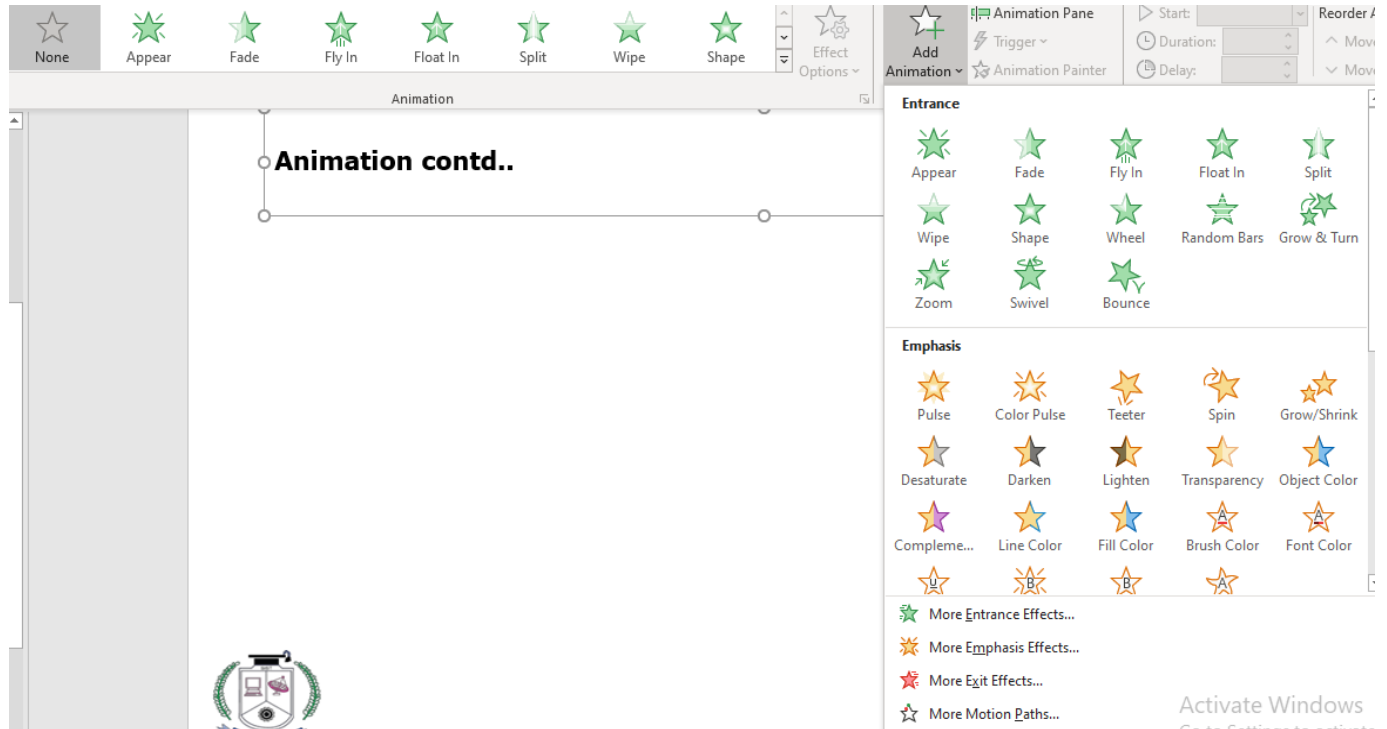 None Appear Fade Fly In Float In Split Wipe Shape
Effect
Options
Animation
Add
Animation
Animation Pane
Trigger
Animation Painter
Start:
Duration:
Delay:
Reorder
Animation contd..
Entrance
Appear Fade Fly In Float In Split
Wipe Shape Wheel Random Bars Grow & Turn
Zoom Swivel Bounce
Emphasis
Pulse Color Pulse Teeter Spin Grow/Shrink
Desaturate Darken Lighten Transparency Object Color
Compleme... Line Color Fill Color Brush Color Font Color
More Entrance Effects...
More Emphasis Effects...
More Exit Effects...
More Motion Paths...
Activate Windows